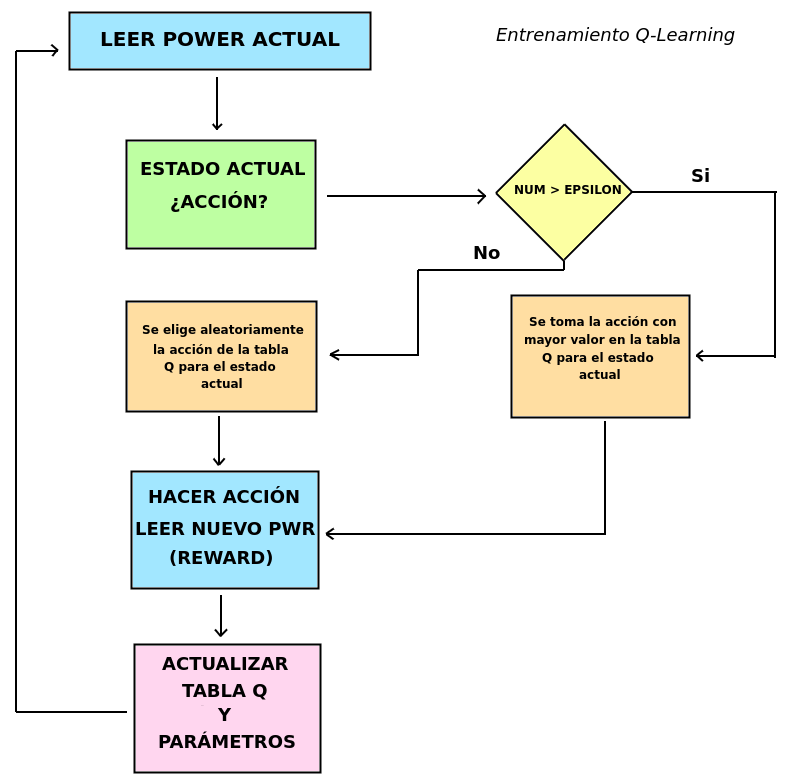 LEER POWER ACTUAL
Entrenamiento Q-Learning
ESTADO ACTUAL
¿ACCIÓN?
NUM > EPSILON
Si
No
Se elige aleatoriamente
la acción de la tabla
Q para el estado
actual
Se toma la acción con
mayor valor en la tabla
Q para el estado
actual
HACER ACCIÓN
LEER NUEVO PWR
(REWARD)
ACTUALIZAR
TABLA Q
Y
PARÁMETROS